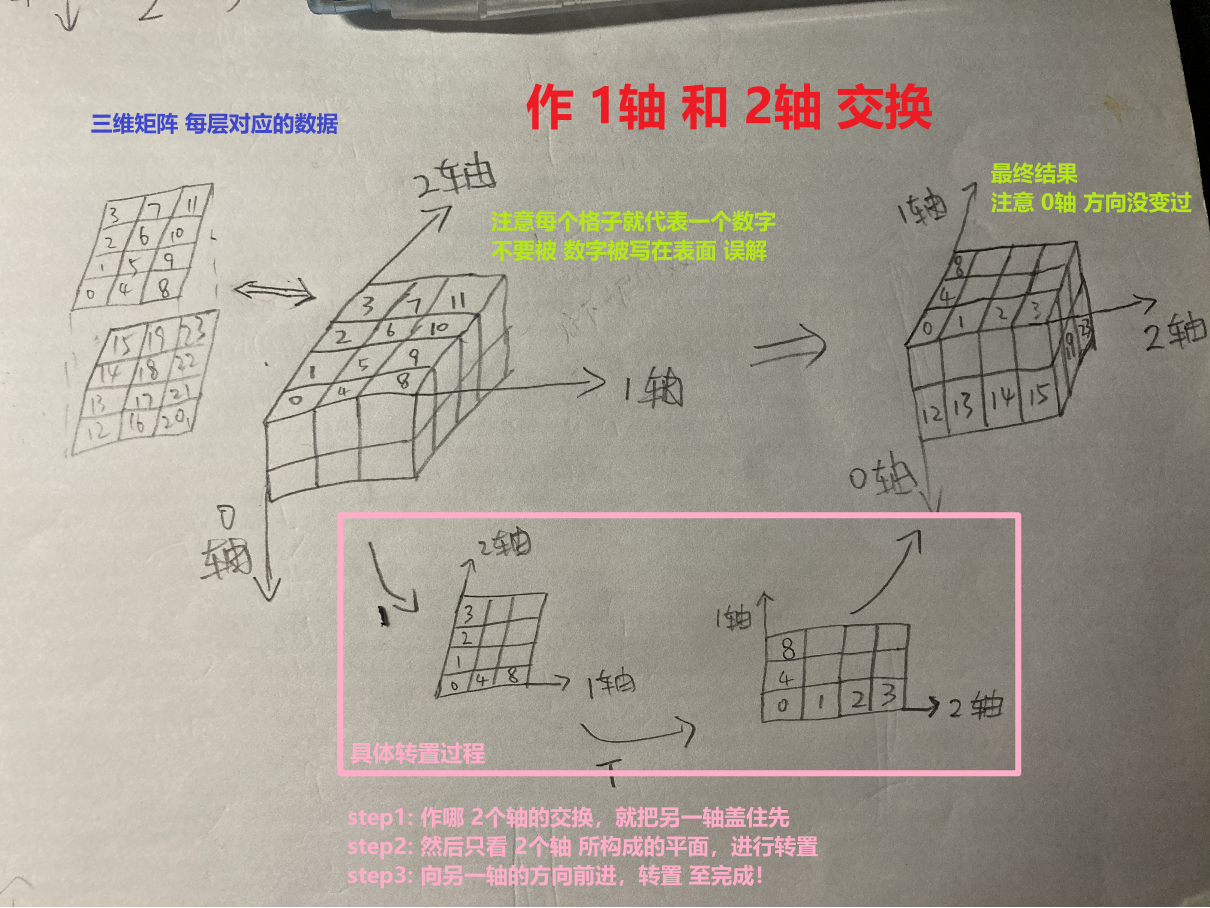 作 1轴 和 2轴 交换
三维矩阵 每层对应的数据
3 7 11
2 6 10
1 5 9
0 4 8
15 19 23
14 18 22
13 17 21
12 16 20
2轴
注意每个格子就代表一个数字
不要被 数字被写在表面 误解
3 7 11
2 6 10
1 5 9
0 4 8
1轴
0
轴
最终结果
注意 0轴 方向没变过
1轴
8
4
0 1 2 3
19 23
12 13 14 15
2轴
0轴
2轴
3
2
1
0 4 8
1轴
T
1轴
8
4
0 1 2 3
2轴
具体转置过程
step1: 作哪 2个轴的交换，就把另一轴盖住先
step2: 然后只看 2个轴 所构成的平面，进行转置
step3: 向另一轴的方向前进，转置 至完成！